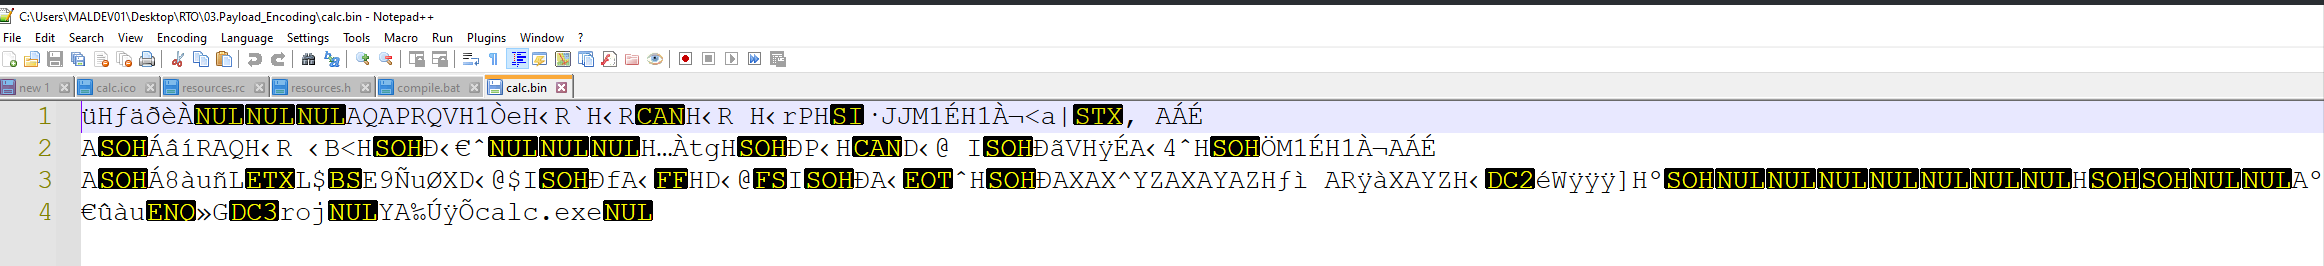 C:\Users\MALDEV01\Desktop\RTO\03.Payload_Encoding\calc.bin - Notepad++
File Edit Search View Encoding Language Settings Tools Macro Run Plugins Window ?
new 1 calc.ico resources.rc resources.h compile.bat calc.bin
1 üHƒäðèÀNULNULNULAQAPRQVH1ÒeH‹R`H‹RCANH‹R H‹rPHSI·JJM1ÉH1À¬<a|STX, AÁÉ
2 ASOHÁâíRAQH‹R ‹B<HSOHЋ€ˆNULNULNULH…ÀtgHSOHÐP‹HCAND‹@ ISOHÐãVHÿÉA‹4ˆHSOHÖM1ÉH1À¬AÁÉ
3 ASOHÁ8àuñLETXL$BSE9ÑuØXD‹@$ISOHÐfA‹FFHD‹@FSISOHÐA‹EOTˆHSOHÐAXAX^YZAXAYAZHƒì ARÿàXAYZH‹DC2éWÿÿÿ]HºSOHNULNULNULNULNULNULNULHSOHSOHNULNULAº
4 €ûàuENQ»GDC3rojNULYA‰ÚÿÕcalc.exeNUL